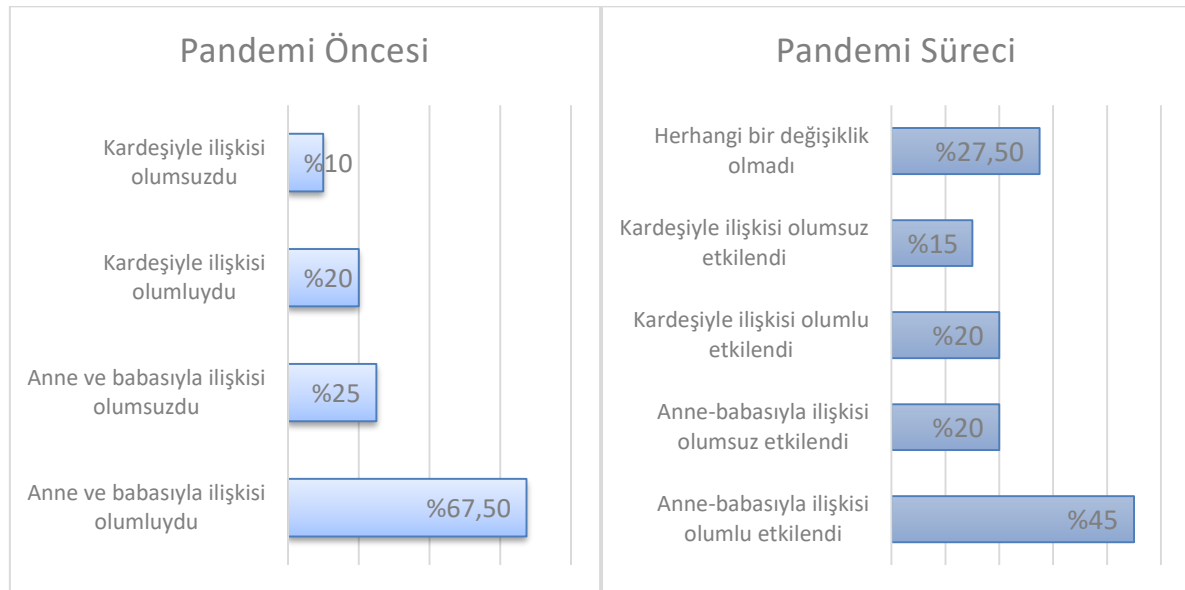 Pandemi Öncesi
Kardeşiyle ilişkisi
olumsuzdu
%10
Kardeşiyle ilişkisi
olumluydu
%20
Anne ve babasıyla ilişkisi
olumsuzdu
%25
Anne ve babasıyla ilişkisi
olumluydu
%67,50
Pandemi Süreci
Herhangi bir değişiklik
olmadı
%27,50
Kardeşiyle ilişkisi olumsuz
etkilendi
%15
Kardeşiyle ilişkisi olumlu
etkilendi
%20
Anne-babasıyla ilişkisi
olumsuz etkilendi
%20
Anne-babasıyla ilişkisi
olumlu etkilendi
%45